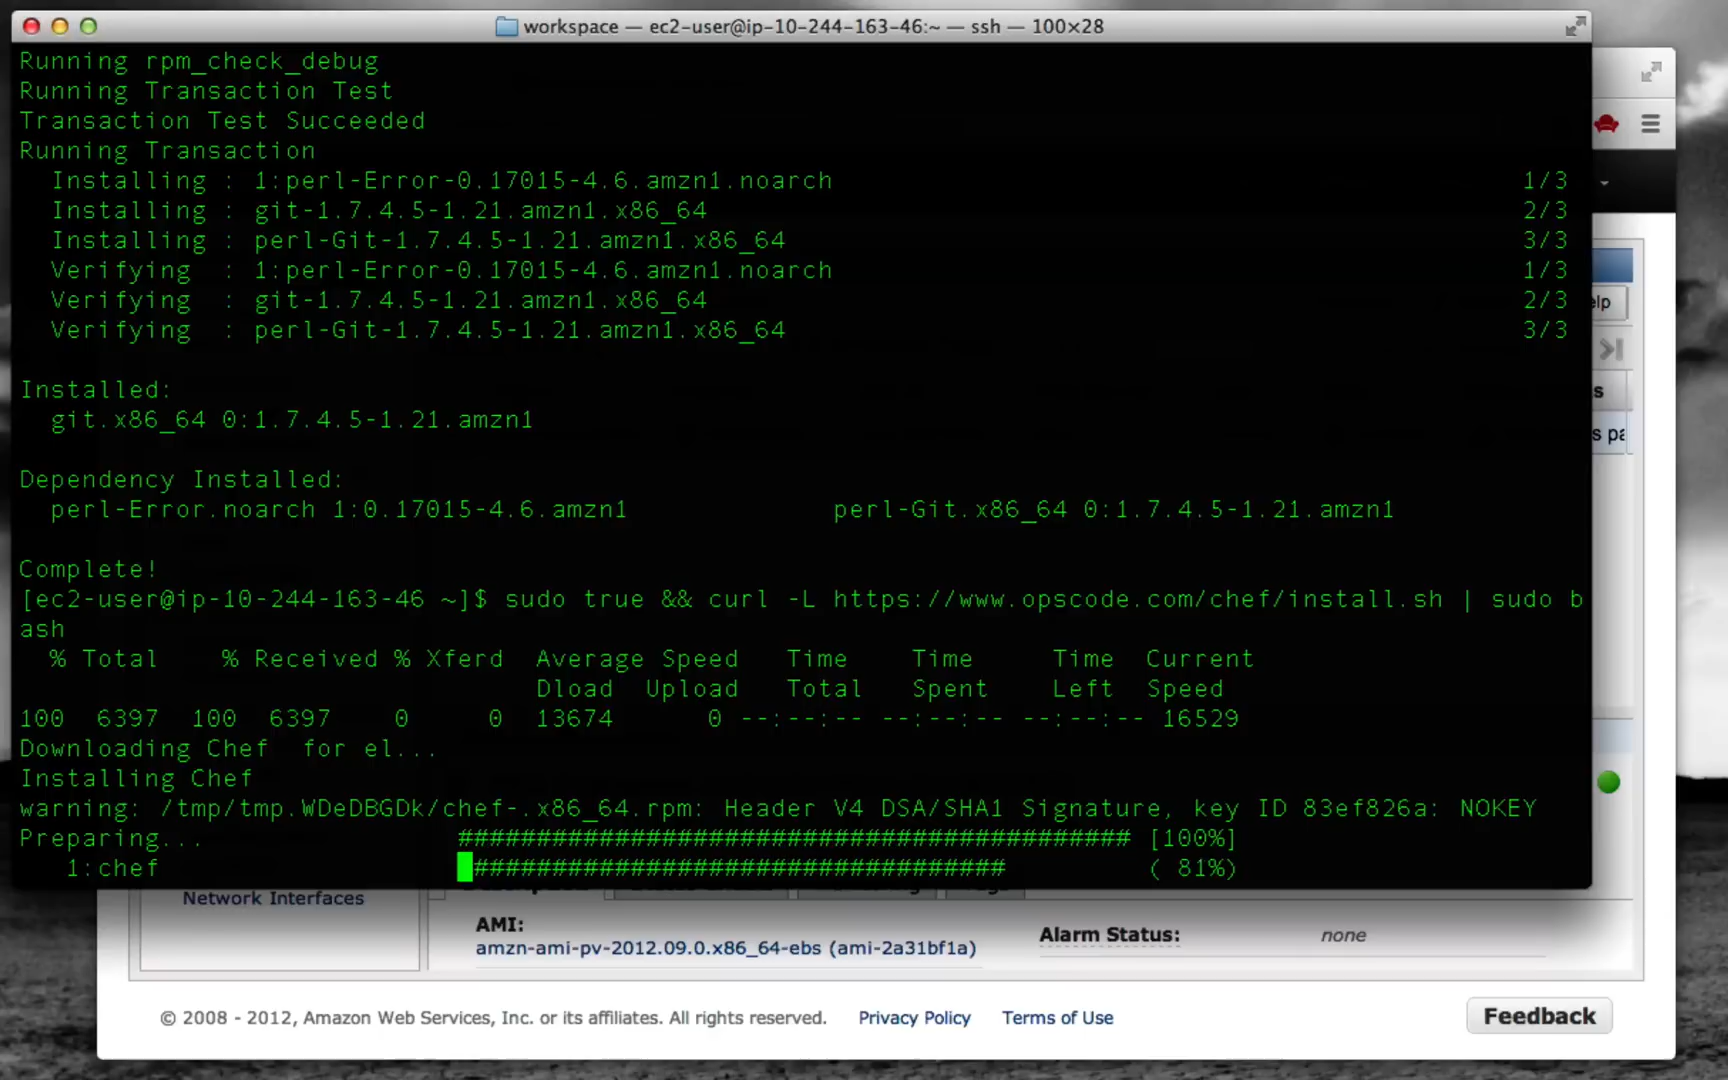 workspace — ec2-user@ip-10-244-163-46:~ — ssh — 100×28
Running rpm_check_debug
Running Transaction Test
Transaction Test Succeeded
Running Transaction
Installing : 1:perl-Error-0.17015-4.6.amzn1.noarch 1/3
Installing : git-1.7.4.5-1.21.amzn1.x86_64 2/3
Installing : perl-Git-1.7.4.5-1.21.amzn1.x86_64 3/3
Verifying : 1:perl-Error-0.17015-4.6.amzn1.noarch 1/3
Verifying : git-1.7.4.5-1.21.amzn1.x86_64 2/3
Verifying : perl-Git-1.7.4.5-1.21.amzn1.x86_64 3/3
Installed:
git.x86_64 0:1.7.4.5-1.21.amzn1
Dependency Installed:
perl-Error.noarch 1:0.17015-4.6.amzn1 perl-Git.x86_64 0:1.7.4.5-1.21.amzn1
Complete!
[ec2-user@ip-10-244-163-46 ~]$ sudo true && curl -L https://www.opscode.com/chef/install.sh | sudo b
ash
% Total % Received % Xferd Average Speed Time Time Time Current
Dload Upload Total Spent Left Speed
100 6397 100 6397 0 0 13674 0 --:--:-- --:--:-- --:--:-- 16529
Downloading Chef for el...
Installing Chef
warning: /tmp/tmp.WDeDBGDk/chef-.x86_64.rpm: Header V4 DSA/SHA1 Signature, key ID 83ef826a: NOKEY
Preparing... ########################################### [100%]
1:chef ################################## ( 81%)
Network Interfaces
AMI:
amzn-ami-pv-2012.09.0.x86_64-ebs (ami-2a31bf1a)
Alarm Status: none
© 2008 - 2012, Amazon Web Services, Inc. or its affiliates. All rights reserved. Privacy Policy Terms of Use
Feedback